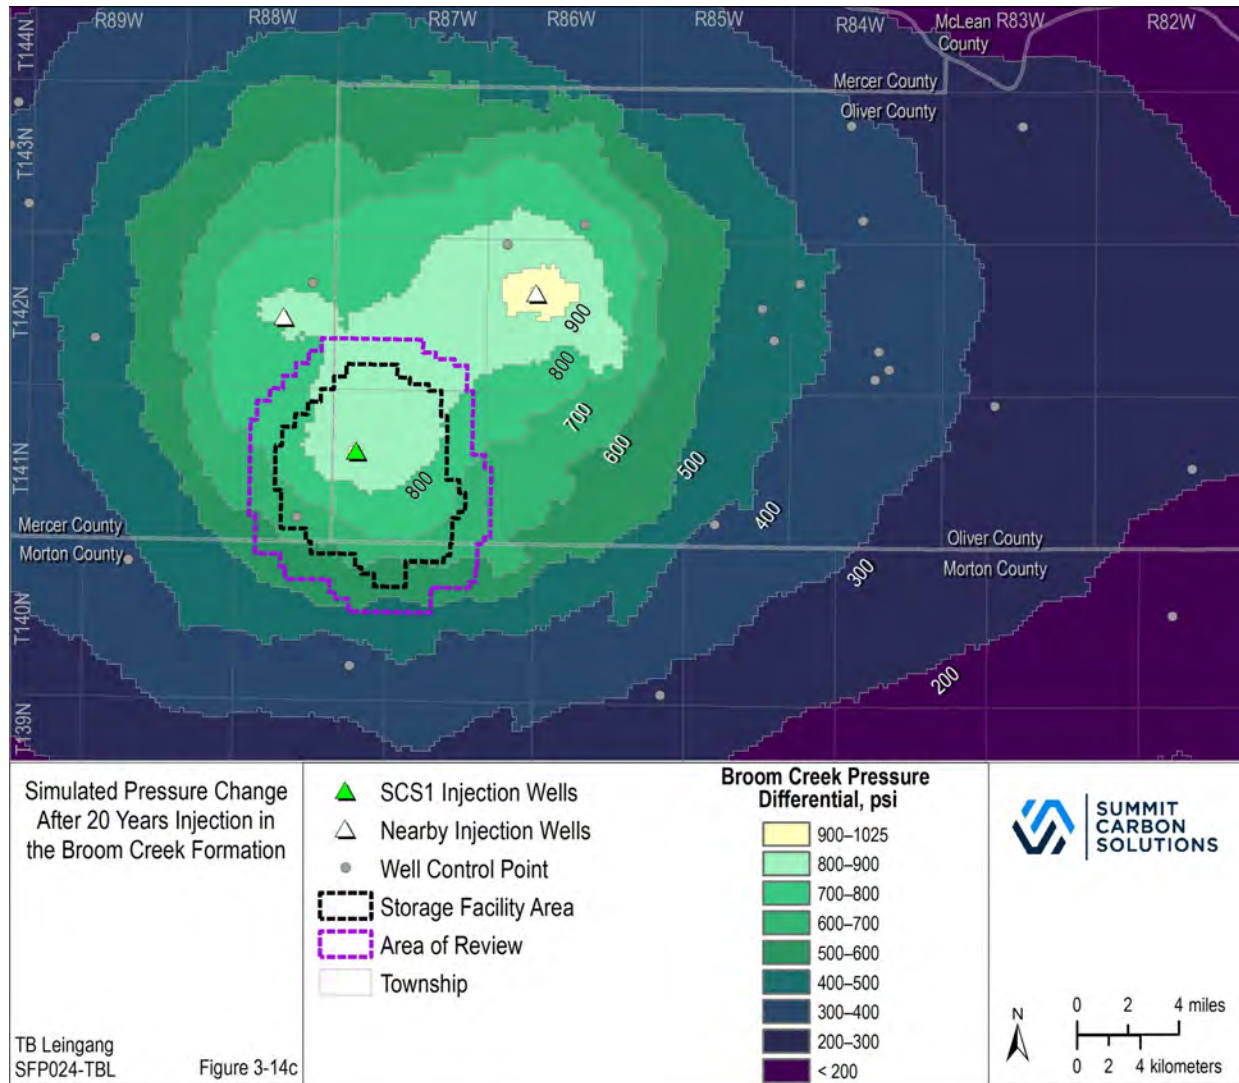 R89W
R88W
R87W
R86W
R85W
R84W
McLean
County
R83W
R82W
T144N
Mercer County
Oliver County
T143N
T142N
900
800
700
600
500
T141N
800
400
Mercer County
Morton County
Oliver County
Morton County
300
T140N
200
T139N
Simulated Pressure Change
After 20 Years Injection in
the Broom Creek Formation
TB Leingang
SFP024-TBL
Figure 3-14c
SCS1 Injection Wells
Nearby Injection Wells
Well Control Point
Storage Facility Area
Area of Review
Township
Broom Creek Pressure
Differential, psi
900–1025
800–900
700–800
600–700
500–600
400–500
300–400
200–300
< 200
SUMMIT
CARBON
SOLUTIONS
N
0 2 4 miles
0 2 4 kilometers